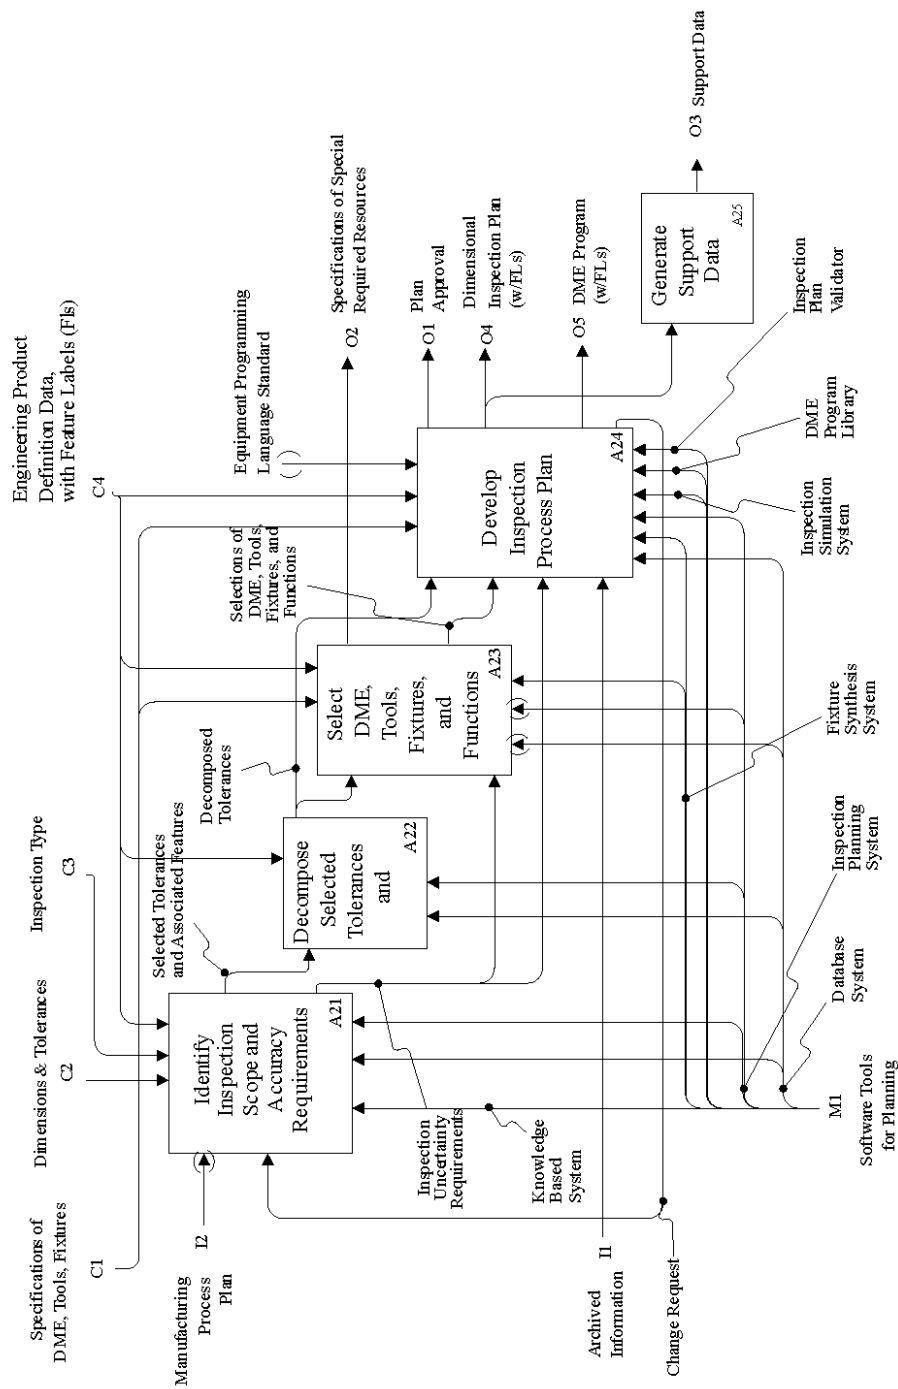 Specifications of
DME, Tools, Fixtures
C1
Dimensions & Tolerances
C2
Inspection Type
C3
Engineering Product
Definition Data,
with Feature Labels (Fls)
C4
Manufacturing
Process
Plan
I2
Identify
Inspection
Scope and
Accuracy
Requirements
A21
Selected Tolerances
and Associated Features
Decompose
Selected
Tolerances
and
A22
Decomposed
Tolerances
Select
DME,
Tools,
Fixtures,
and
Functions
A23
Selections of
DME, Tools,
Fixtures, and
Functions
Equipment Programming
Language Standard
Develop
Inspection
Process Plan
A24
O2
Specifications of Special
Required Resources
O1
Plan
Approval
O4
Dimensional
Inspection Plan
(w/FLs)
O5
DME Program
(w/FLs)
Generate
Support
Data
A25
O3 Support Data
Inspection
Uncertainty
Requirements
Knowledge
Based
System
Archived
Information
I1
Change Request
M1
Software Tools
for Planning
Database
System
Inspection
Planning
System
Fixture
Synthesis
System
Inspection
Simulation
System
DME
Program
Library
Inspection
Plan
Validator